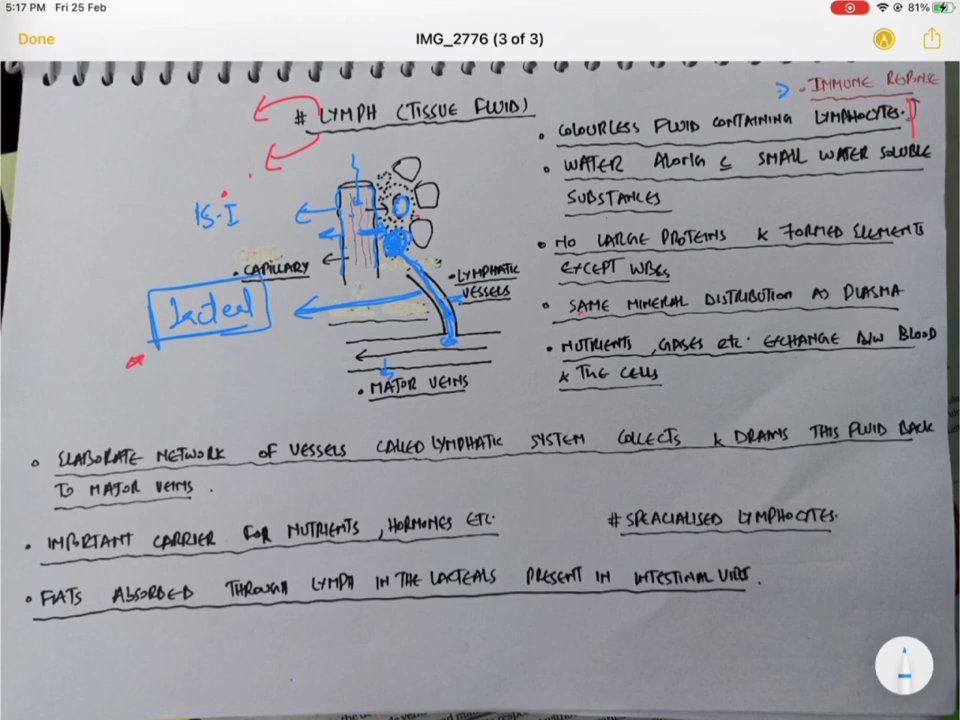 5:17 PM Fri 25 Feb
81%
Done
IMG_2776 (3 of 3)
IMMUNE RESPONSE
# LYMPH (TISSUE FLUID)
• COLOURLESS FLUID CONTAINING LYMPHOCYTES.
• WATER ALONG c SMALL WATER SOLUBLE
SUBSTANCES
• NO LARGE PROTEINS & FORMED ELEMENTS
EXCEPT WBCs
• SAME MINERAL DISTRIBUTION AS PLASMA
• NUTRIENTS, GASES etc. EXCHANGE B/W BLOOD
& THE CELLS
IS-I
• CAPILLARY
• LYMPHATIC
VESSELS
lacteal
• MAJOR VEINS
• ELABORATE NETWORK OF VESSELS CALLED LYMPHATIC SYSTEM COLLECTS & DRAINS THIS FLUID BACK
TO MAJOR VEINS.
• IMPORTANT CARRIER FOR NUTRIENTS, HORMONES ETC.
# SPEACIALISED LYMPHOCYTES.
• FATS ABSORBED THROUGH LYMPH IN THE LACTEALS PRESENT IN INTESTINAL VILLI.